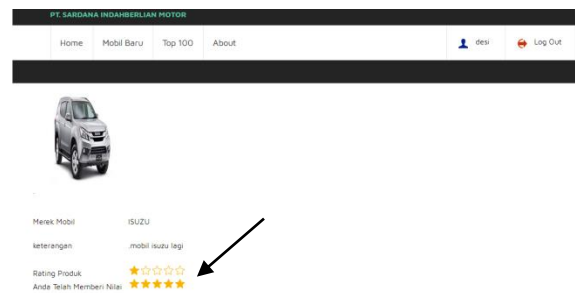 PT. SARDANA INDAHBERLIAN MOTOR
Home Mobil Baru Top 100 About desi Log Out
Merek Mobil ISUZU
keterangan .mobil isuzu lagi
Rating Produk
Anda Telah Memberi Nilai